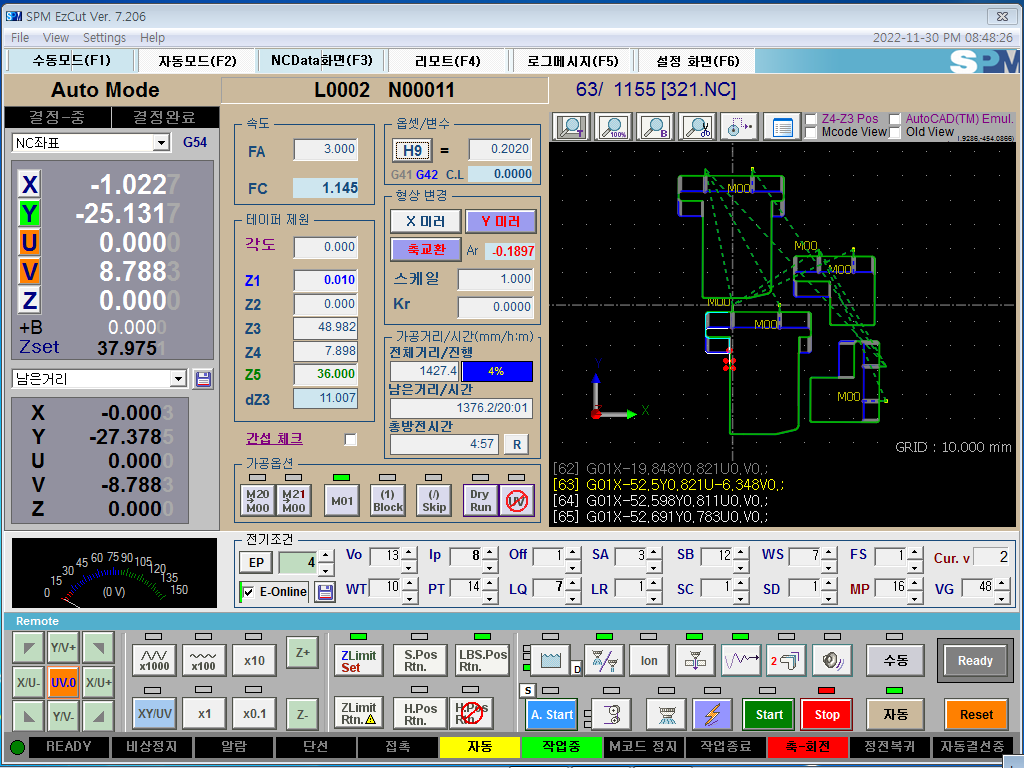 SPM EzCut Ver. 7.206
File View Settings Help 2022-11-30 PM 08:48:26
수동모드(F1) 자동모드(F2) NCData화면(F3) 리모트(F4) 로그메시지(F5) 설정 화면(F6) SPM
Auto Mode L0002 N00011 63/ 1155 [321.NC]
결정-중 결정완료
NC좌표 G54
X -1.0227
Y -25.1317
U 0.0000
V 8.7883
Z 0.0000
+B 0.0000
Zset 37.9751
남은거리
X -0.0003
Y -27.3785
U 0.0000
V -8.7883
Z 0.0000
속도
FA 3.000
FC 1.145
테이퍼 제원
각도 0.000
Z1 0.010
Z2 0.000
Z3 48.982
Z4 7.898
Z5 36.000
dZ3 11.007
간섭 체크
옵셋/변수
H9 = 0.2020
G41 G42 C.L 0.0000
형상 변경
X 미러 Y 미러
축교환 Ar -0.1897
스케일 1.000
Kr 0.0000
가공거리/시간(mm/h:m)
전체거리/진행
1427.4 4%
남은거리/시간
1376.2/20:01
총방전시간
4:57 R
가공옵션
M20 M00 M21 M00 M01 (1) Block (/) Skip Dry Run UV
T 100% B
Z4-Z3 Pos AutoCAD(TM) Emul.
Mcode View Old View
[1.9286,-454.0866]
M00
M00
M00
M00
M00
M00
Y
X
GRID : 10.000 mm
[62] G01X-19,848Y0,821U0,V0,;
[63] G01X-52,5Y0,821U-6,348V0,;
[64] G01X-52,598Y0,811U0,V0,;
[65] G01X-52,691Y0,783U0,V0,;
0 15 30 45 60 75 90 105 120 135 150
(0 V)
전기조건
EP 4 Vo 13 Ip 8 Off 1 SA 3 SB 12 WS 7 FS 1 Cur. v 2
E-Online WT 10 PT 14 LQ 7 LR 1 SC 1 SD 1 MP 16 VG 48
Remote
Y/V+ x1000 x100 x10 Z+ ZLimit Set S.Pos Rtn. LBS.Pos Rtn. D Ion 2 수동 Ready
X/U- UV.0 X/U+
Y/V- XY/UV x1 x0.1 Z- ZLimit Rtn. H.Pos Rtn. H.Pos Rtn. S A. Start Start Stop 자동 Reset
READY 비상정지 알람 단선 접촉 자동 작업중 M코드 정지 작업종료 축-회전 정전복귀 자동결선중